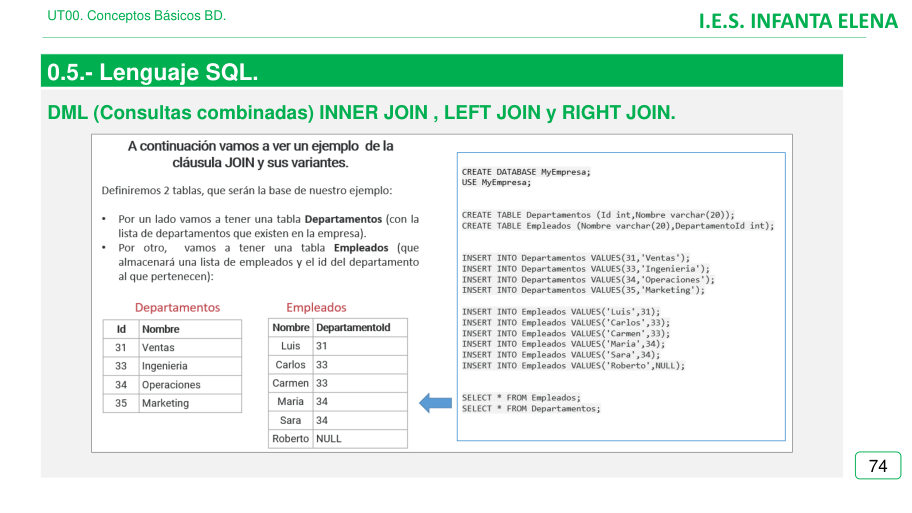 UT00. Conceptos Básicos BD.
I.E.S. INFANTA ELENA
0.5.- Lenguaje SQL.
DML (Consultas combinadas) INNER JOIN , LEFT JOIN y RIGHT JOIN.
A continuación vamos a ver un ejemplo de la
cláusula JOIN y sus variantes.
Definiremos 2 tablas, que serán la base de nuestro ejemplo:
• Por un lado vamos a tener una tabla Departamentos (con la
lista de departamentos que existen en la empresa).
• Por otro, vamos a tener una tabla Empleados (que
almacenará una lista de empleados y el id del departamento
al que pertenecen):
Departamentos
Id Nombre
31 Ventas
33 Ingenieria
34 Operaciones
35 Marketing
Empleados
Nombre DepartamentoId
Luis 31
Carlos 33
Carmen 33
Maria 34
Sara 34
Roberto NULL
CREATE DATABASE MyEmpresa;
USE MyEmpresa;
CREATE TABLE Departamentos (Id int,Nombre varchar(20));
CREATE TABLE Empleados (Nombre varchar(20),DepartamentoId int);
INSERT INTO Departamentos VALUES(31,'Ventas');
INSERT INTO Departamentos VALUES(33,'Ingenieria');
INSERT INTO Departamentos VALUES(34,'Operaciones');
INSERT INTO Departamentos VALUES(35,'Marketing');
INSERT INTO Empleados VALUES('Luis',31);
INSERT INTO Empleados VALUES('Carlos',33);
INSERT INTO Empleados VALUES('Carmen',33);
INSERT INTO Empleados VALUES('Maria',34);
INSERT INTO Empleados VALUES('Sara',34);
INSERT INTO Empleados VALUES('Roberto',NULL);
SELECT * FROM Empleados;
SELECT * FROM Departamentos;
74